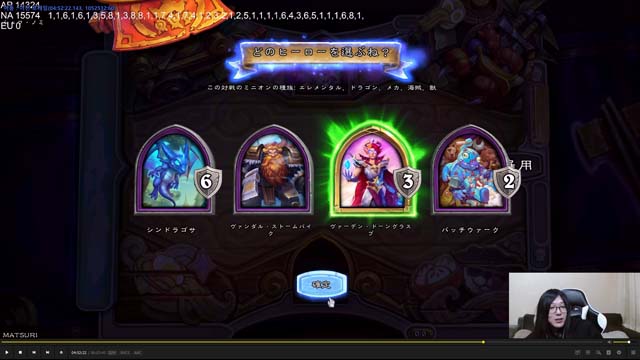 AP 14324
NA 15574 1,1,6,1,6,1,3,5,8,1,3,8,8,1,1,7,4,1,7,4,1,2,3,2,1,2,5,1,1,1,1,6,4,3,6,5,1,1,1,6,8,1,
EU 0
どのヒーローを選ぶね？
この対戦のミニオンの種族: エレメンタル、ドラゴン、メカ、海賊、獣
6
3
2
用
シンドラゴサ
ヴァンダル・ストームパイク
ヴァーデン・ドーングラスプ
パッチワーク
確定
MATSURI
04:52:22